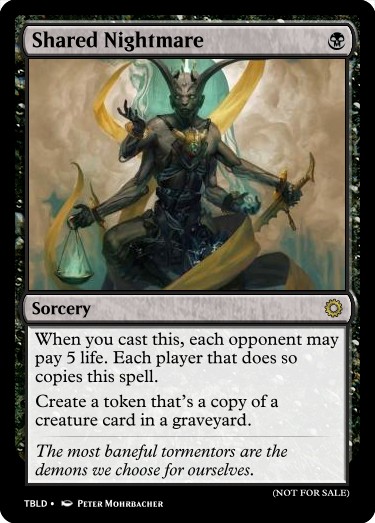 Shared Nightmare
Sorcery
When you cast this, each opponent may
pay 5 life. Each player that does so
copies this spell.
Create a token that's a copy of a
creature card in a graveyard.
The most baneful tormentors are the
demons we choose for ourselves.
(NOT FOR SALE)
TBLD • Peter Mohrbacher